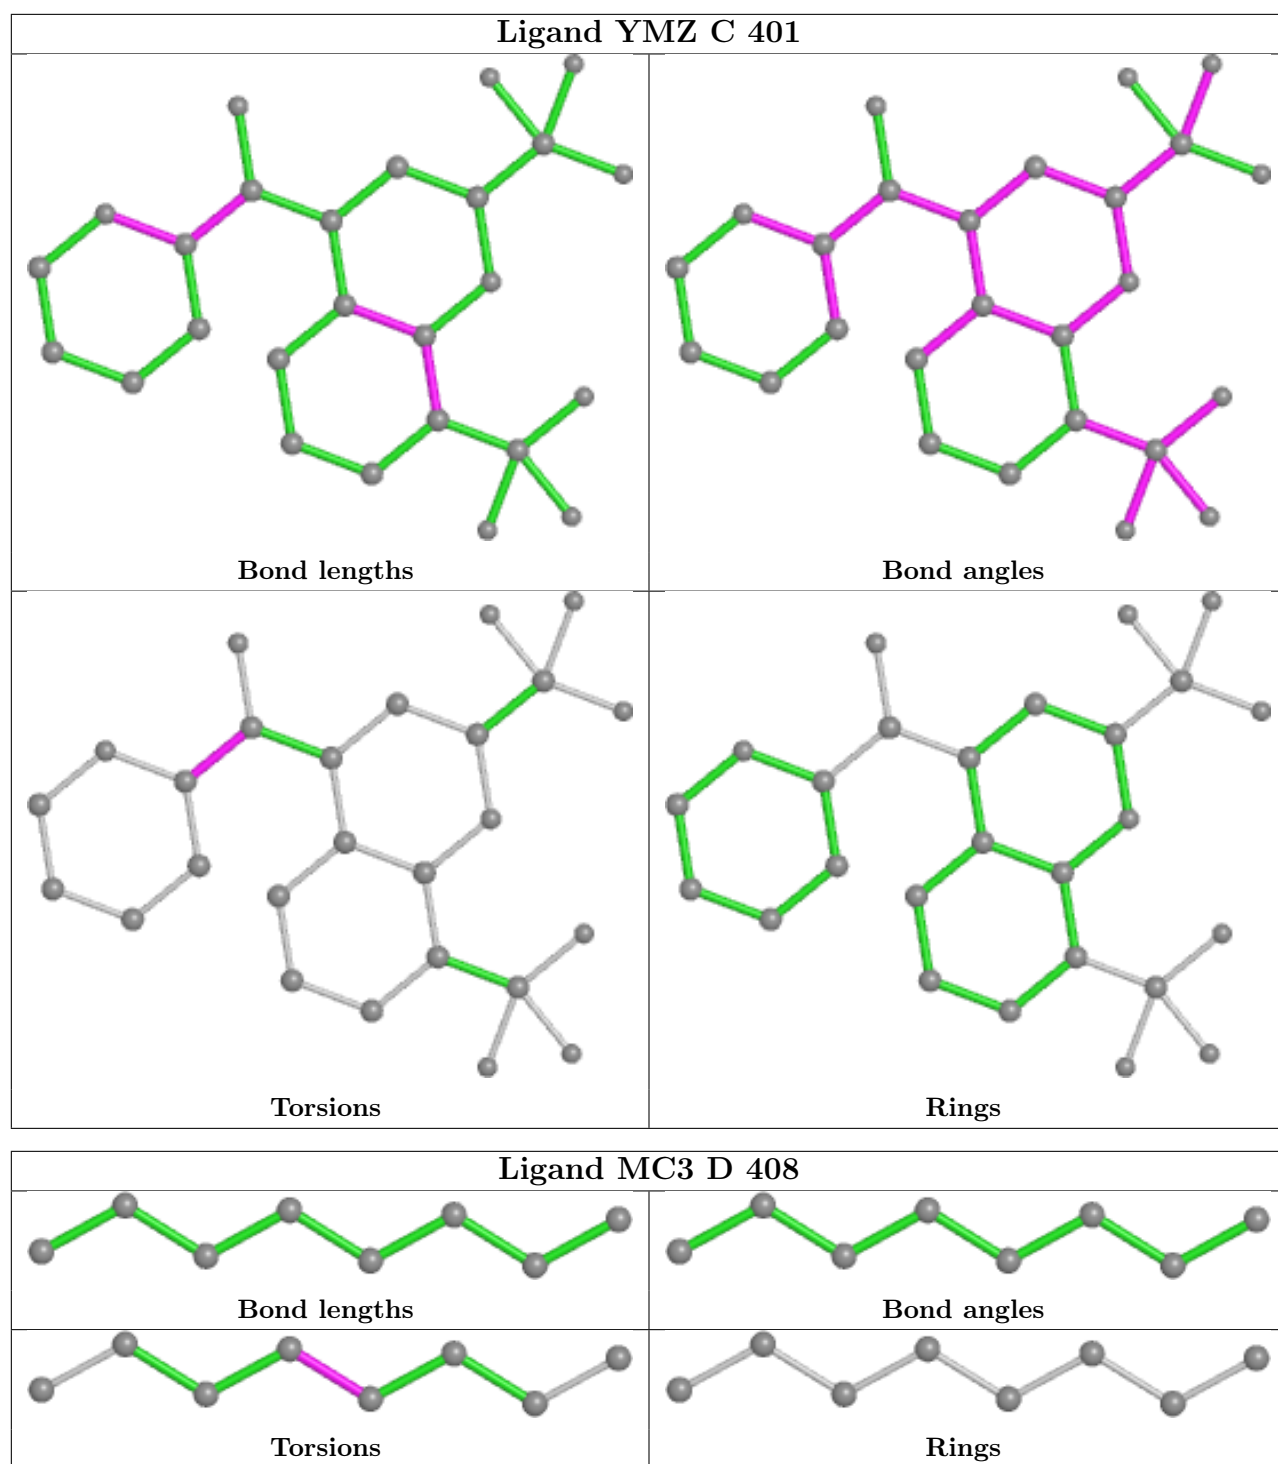 Ligand YMZ C 401
Bond lengths
Bond angles
Torsions
Rings
Ligand MC3 D 408
Bond lengths
Bond angles
Torsions
Rings